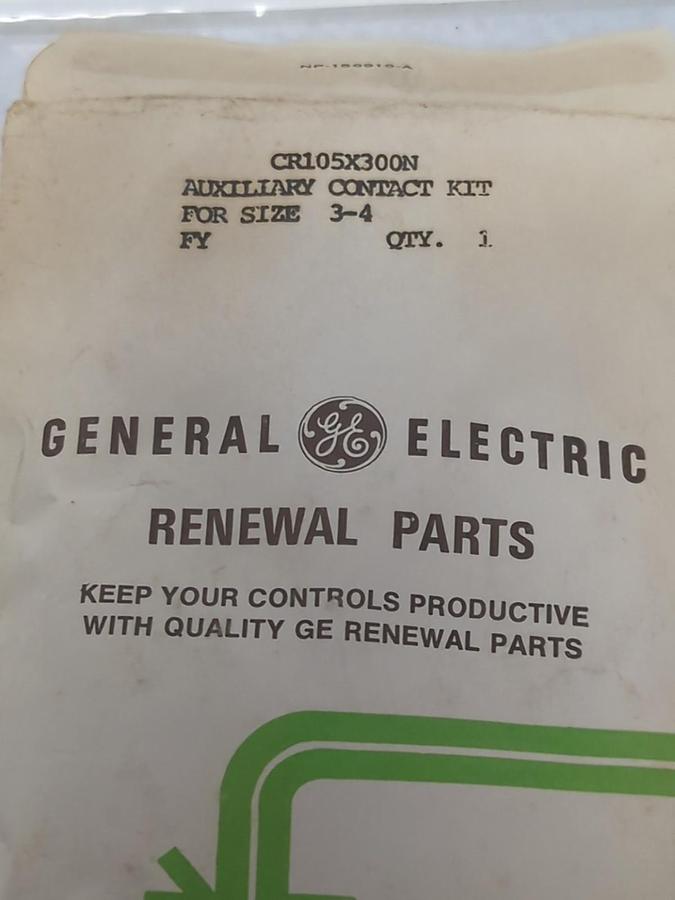 CR105X300N
AUXILIARY CONTACT KIT
FOR SIZE 3-4
FY QTY. 1
GENERAL GE ELECTRIC
RENEWAL PARTS
KEEP YOUR CONTROLS PRODUCTIVE
WITH QUALITY GE RENEWAL PARTS